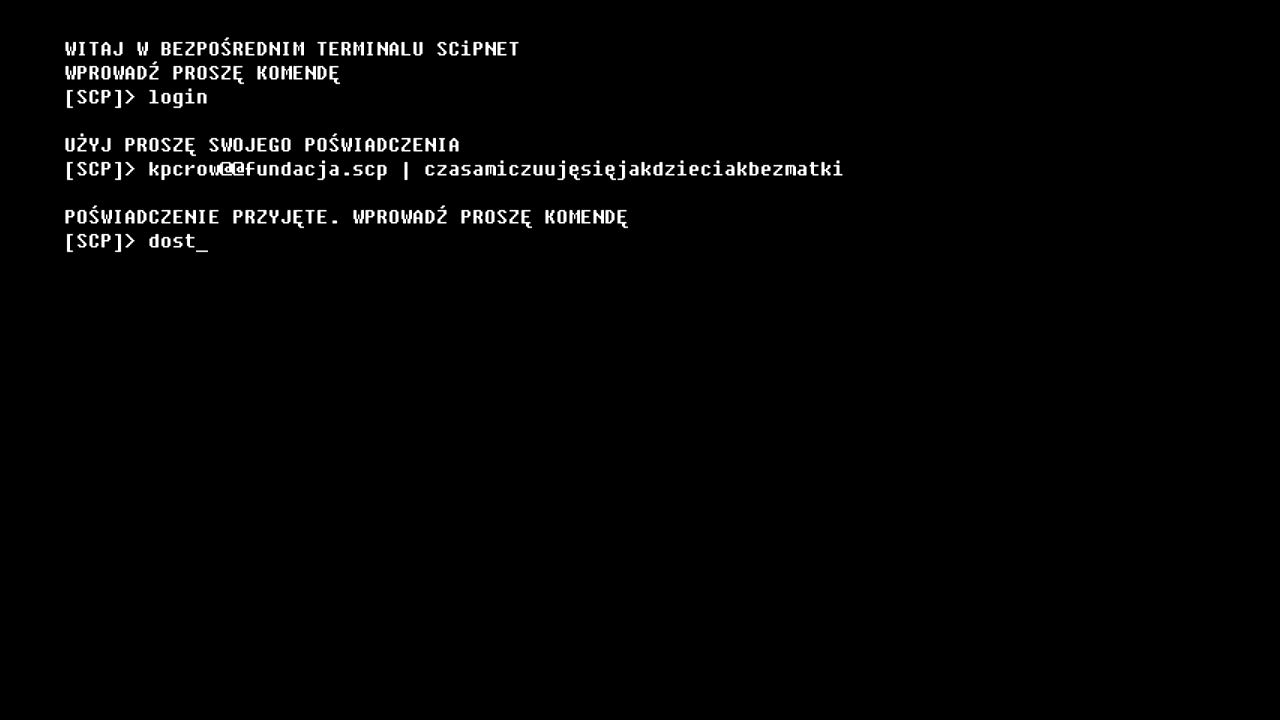 WITAJ W BEZPOŚREDNIM TERMINALU SCiPNET
WPROWADŹ PROSZĘ KOMENDĘ
[SCP]> login
UŻYJ PROSZĘ SWOJEGO POŚWIADCZENIA
[SCP]> kpcrow@@fundacja.scp | czasamiczuujęsięjakdzieciakbezmatki
POŚWIADCZENIE PRZYJĘTE. WPROWADŹ PROSZĘ KOMENDĘ
[SCP]> dost_